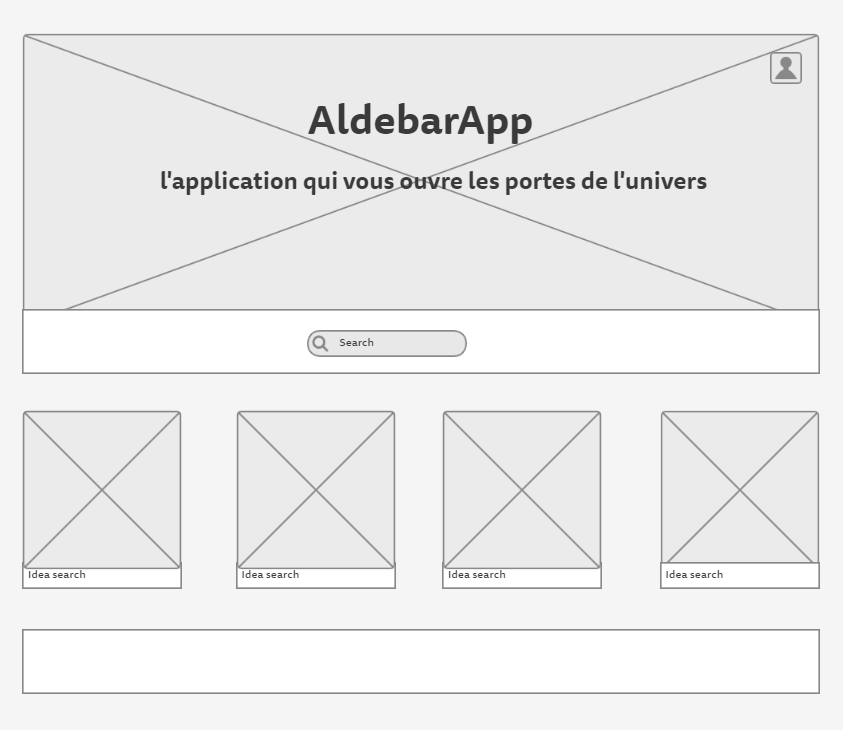 AldebarApp
l'application qui vous ouvre les portes de l'univers
Search
Idea search
Idea search
Idea search
Idea search